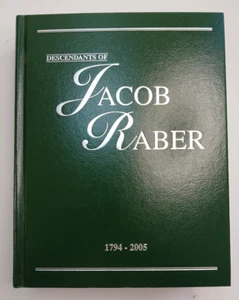 DESCENDANTS OF
JACOB
RABER
1794 - 2005